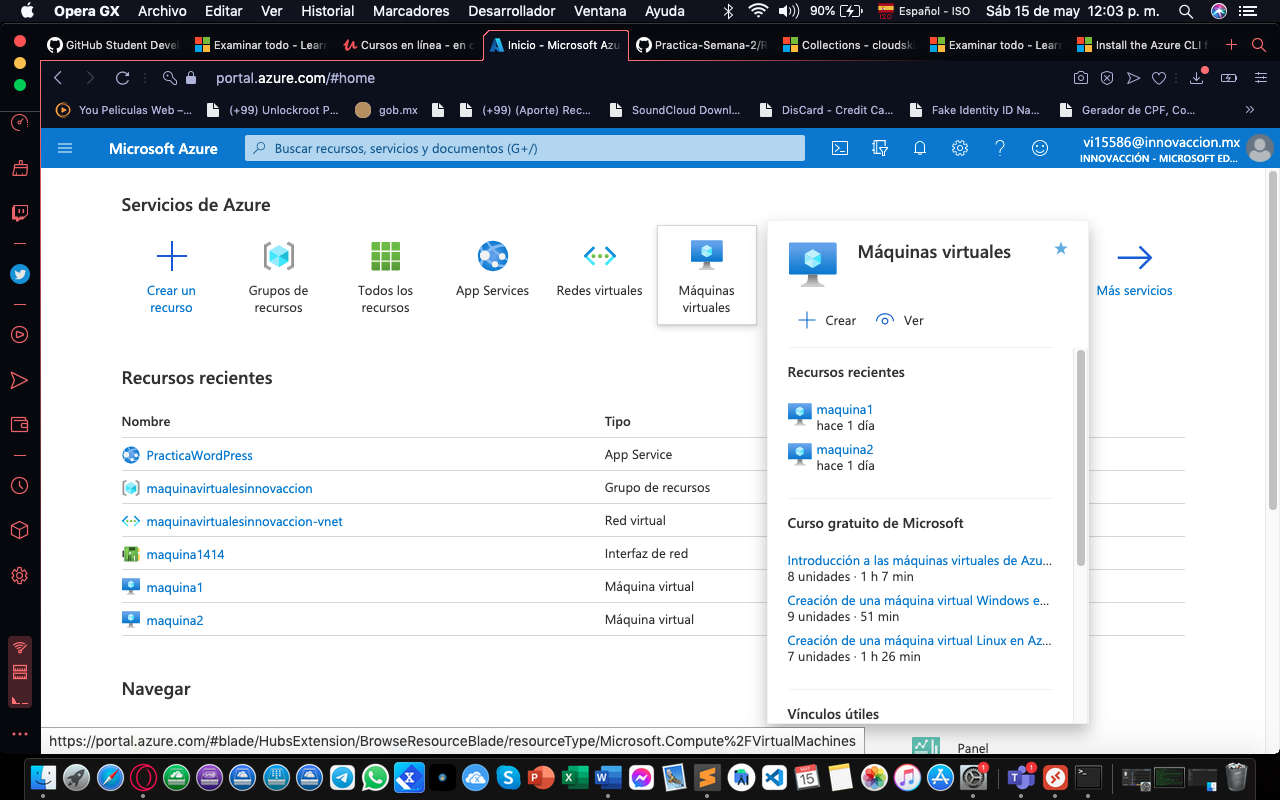 Opera GX Archivo Editar Ver Historial Marcadores Desarrollador Ventana Ayuda 90% Español - ISO Sáb 15 de may 12:03 p. m.
GitHub Student Devel Examinar todo - Learn Cursos en línea - en c Inicio - Microsoft Azu Practica-Semana-2/R Collections - cloudski Examinar todo - Learn Install the Azure CLI f
portal.azure.com/#home
You Peliculas Web –... (+99) Unlockroot P... gob.mx (+99) (Aporte) Rec... SoundCloud Downl... DisCard - Credit Ca... Fake Identity ID Na... Gerador de CPF, Co... »
Microsoft Azure Buscar recursos, servicios y documentos (G+/) vi15586@innovaccion.mx
INNOVACCIÓN - MICROSOFT ED...
Servicios de Azure
Crear un recurso
Grupos de recursos
Todos los recursos
App Services
Redes virtuales
Máquinas virtuales
Más servicios
Máquinas virtuales
Crear Ver
Recursos recientes
maquina1
hace 1 día
maquina2
hace 1 día
Curso gratuito de Microsoft
Introducción a las máquinas virtuales de Azu...
8 unidades · 1 h 7 min
Creación de una máquina virtual Windows e...
9 unidades · 51 min
Creación de una máquina virtual Linux en Az...
7 unidades · 1 h 26 min
Vínculos útiles
Recursos recientes
Nombre Tipo
PracticaWordPress App Service
maquinavirtualesinnovaccion Grupo de recursos
maquinavirtualesinnovaccion-vnet Red virtual
maquina1414 Interfaz de red
maquina1 Máquina virtual
maquina2 Máquina virtual
Navegar
Panel
https://portal.azure.com/#blade/HubsExtension/BrowseResourceBlade/resourceType/Microsoft.Compute%2FVirtualMachines